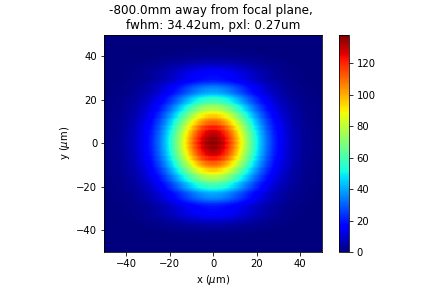 -800.0mm away from focal plane,
fwhm: 34.42um, pxl: 0.27um
40
20
0
−20
−40
y (μm)
−40 −20 0 20 40
x (μm)
120
100
80
60
40
20
0